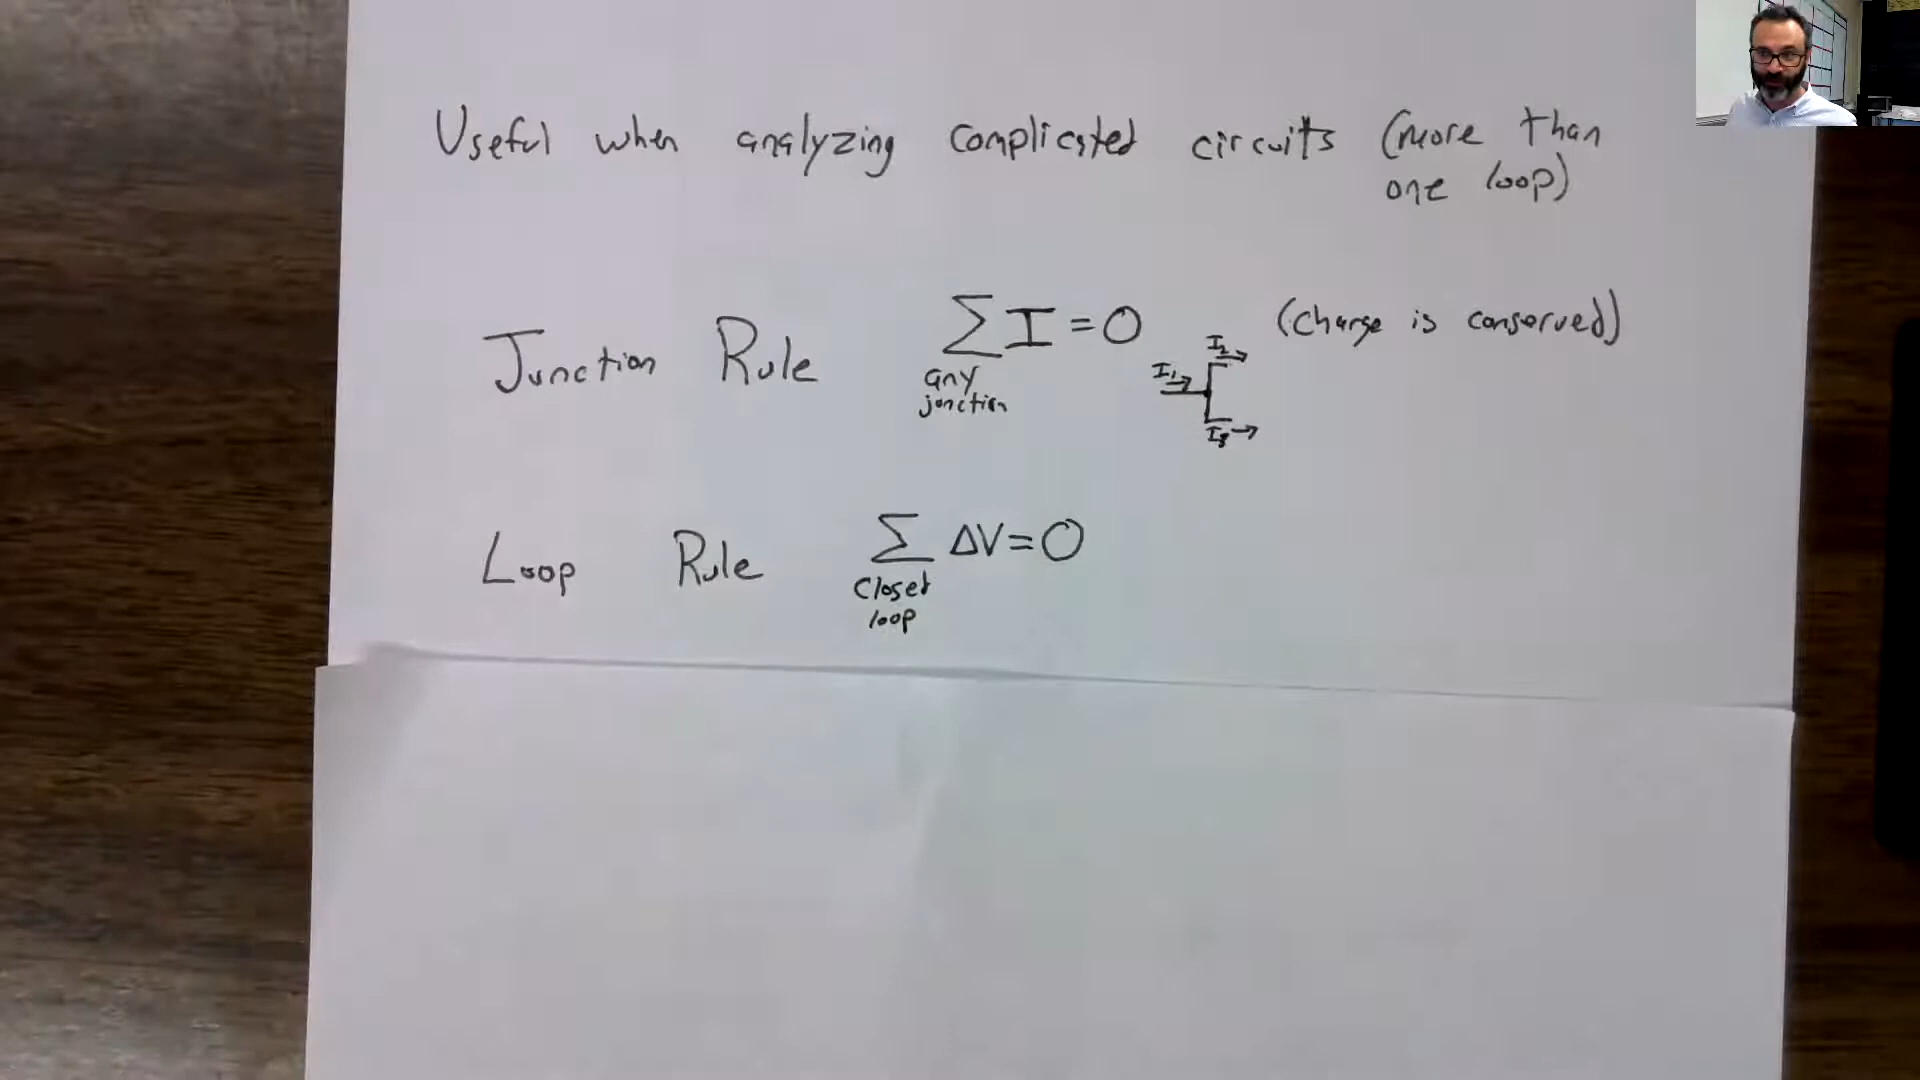 Useful when analyzing complicated circuits (more than
one loop)
Junction Rule ∑I=0 (Charge is conserved)
any
junction
I₁ I₂
I₃
Loop Rule ∑ΔV=0
Closed
loop